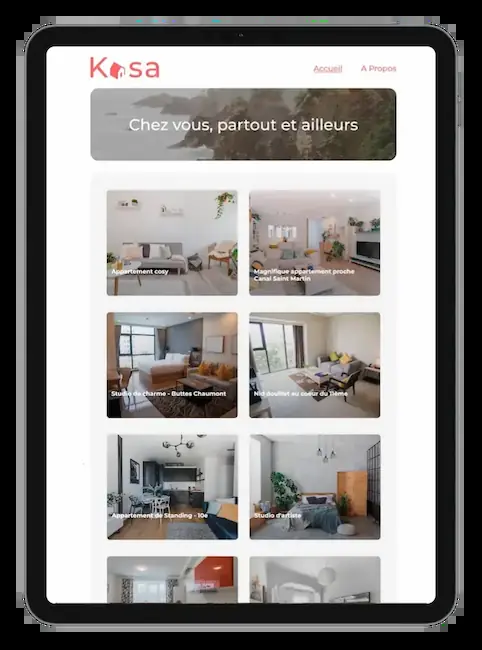 Kasa
Accueil
A Propos
Chez vous, partout et ailleurs
Appartement cosy
Magnifique appartement proche
Canal Saint Martin
Studio de charme - Buttes Chaumont
Nid douillet au coeur du 11ème
Appartement de Standing - 10e
Studio d'artiste